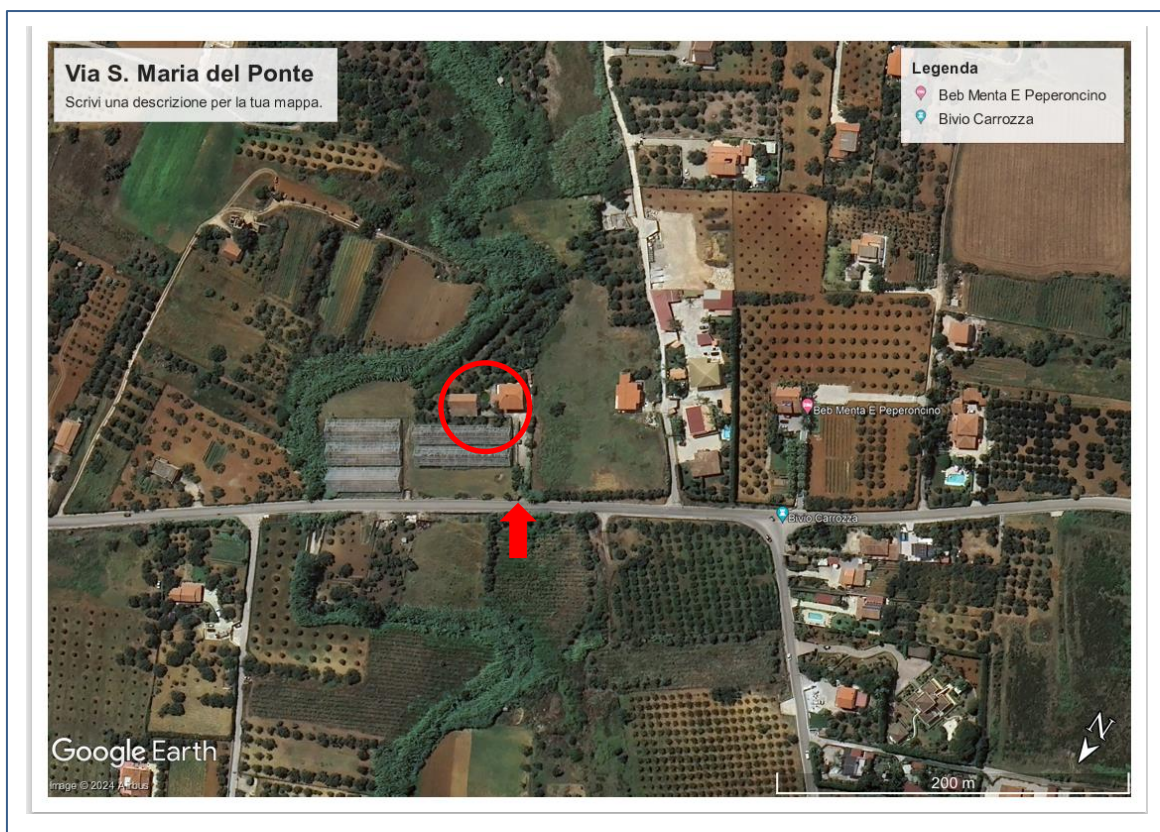 Via S. Maria del Ponte
Scrivi una descrizione per la tua mappa.
Legenda
Beb Menta E Peperoncino
Bivio Carrozza
Beb Menta E Peperoncino
Bivio Carrozza
N
Google Earth
Image © 2024 Airbus
200 m